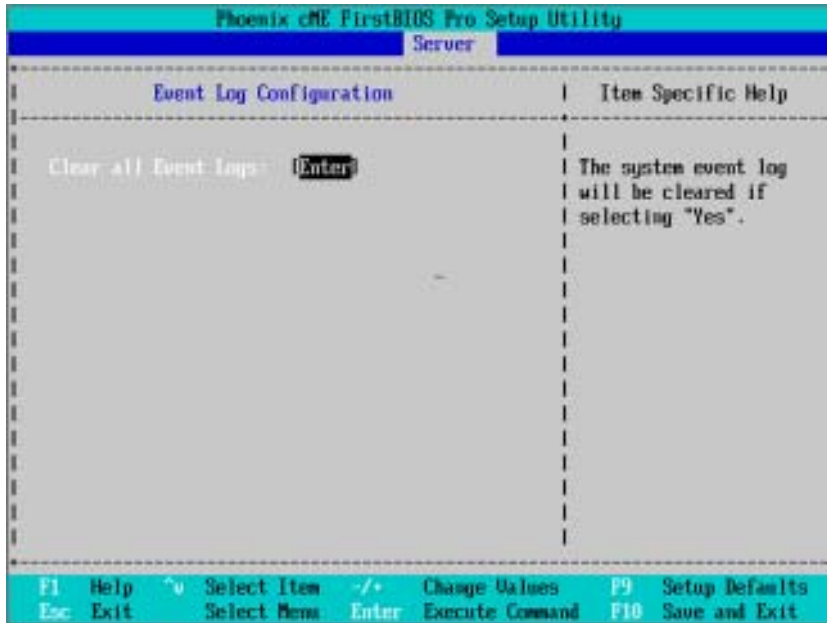 Phoenix cME FirstBIOS Pro Setup Utility
Server
Event Log Configuration
Item Specific Help
Clear all Event Logs: [Enter]
The system event log
will be cleared if
selecting "Yes".
F1 Help ^v Select Item -/+ Change Values F9 Setup Defaults
Esc Exit Select Menu Enter Execute Command F10 Save and Exit